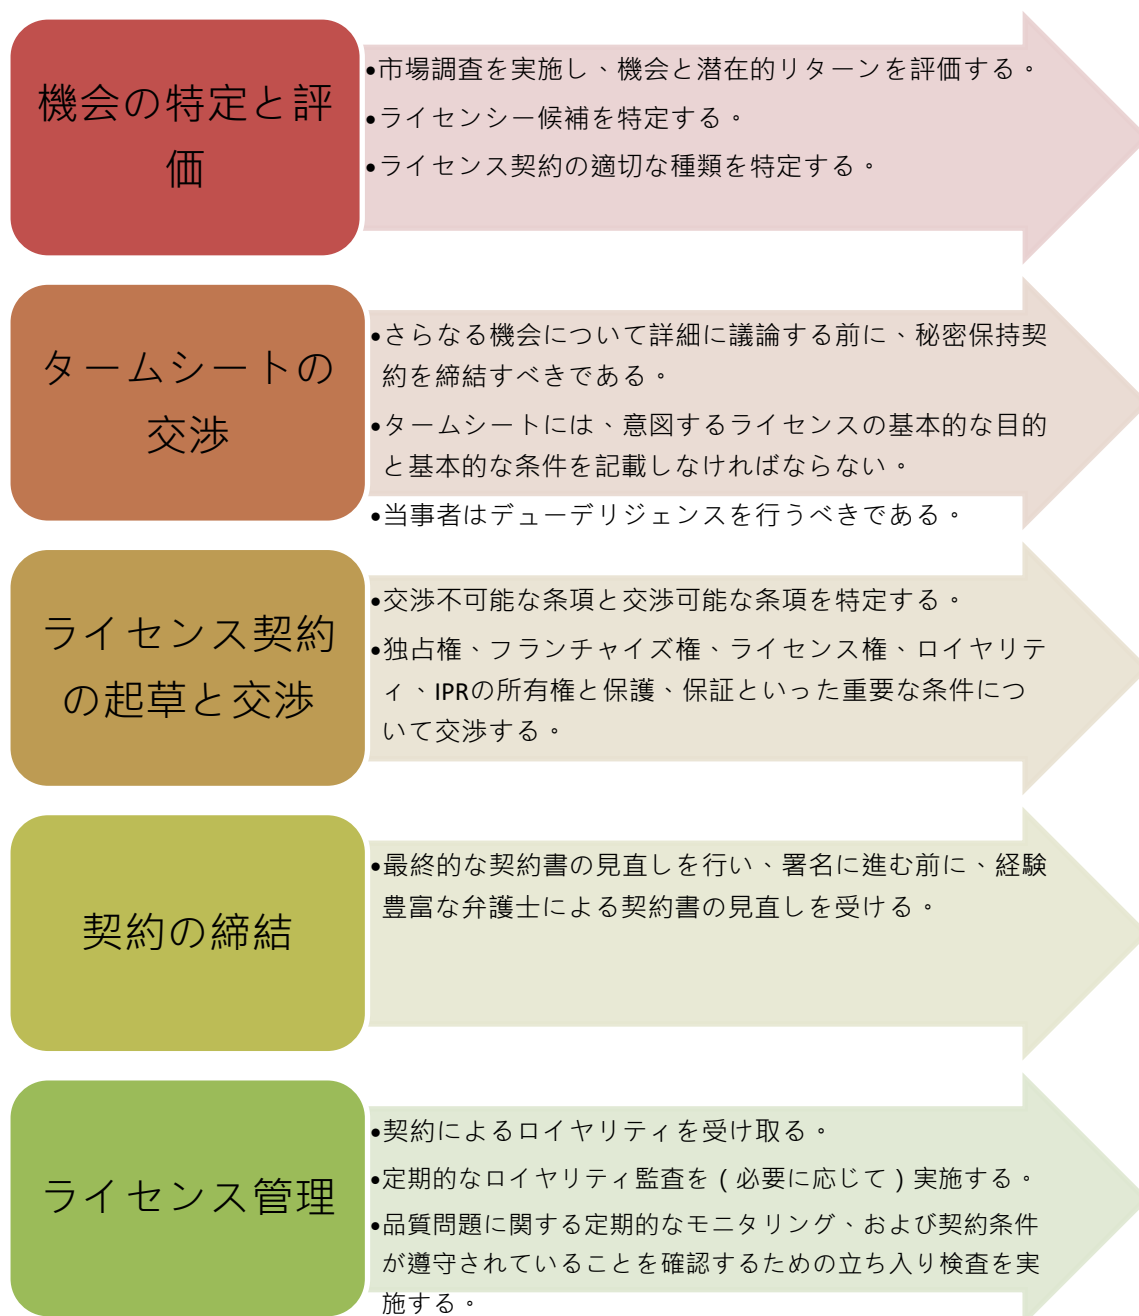 機会の特定と評
価
•市場調査を実施し、機会と潜在的リターンを評価する。
•ライセンシー候補を特定する。
•ライセンス契約の適切な種類を特定する。
タームシートの
交渉
•さらなる機会について詳細に議論する前に、秘密保持契
約を締結すべきである。
•タームシートには、意図するライセンスの基本的な目的
と基本的な条件を記載しなければならない。
•当事者はデューデリジェンスを行うべきである。
ライセンス契約
の起草と交渉
•交渉不可能な条項と交渉可能な条項を特定する。
•独占権、フランチャイズ権、ライセンス権、ロイヤリテ
ィ、IPRの所有権と保護、保証といった重要な条件につ
いて交渉する。
契約の締結
•最終的な契約書の見直しを行い、署名に進む前に、経験
豊富な弁護士による契約書の見直しを受ける。
ライセンス管理
•契約によるロイヤリティを受け取る。
•定期的なロイヤリティ監査を(必要に応じて)実施する。
•品質問題に関する定期的なモニタリング、および契約条件
が遵守されていることを確認するための立ち入り検査を実
施する。